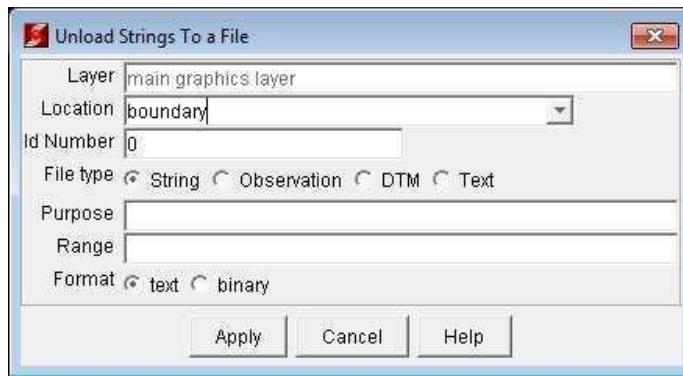 Unload Strings To a File
Layer main graphics layer
Location boundary
Id Number 0
File type String Observation DTM Text
Purpose
Range
Format text binary
Apply Cancel Help